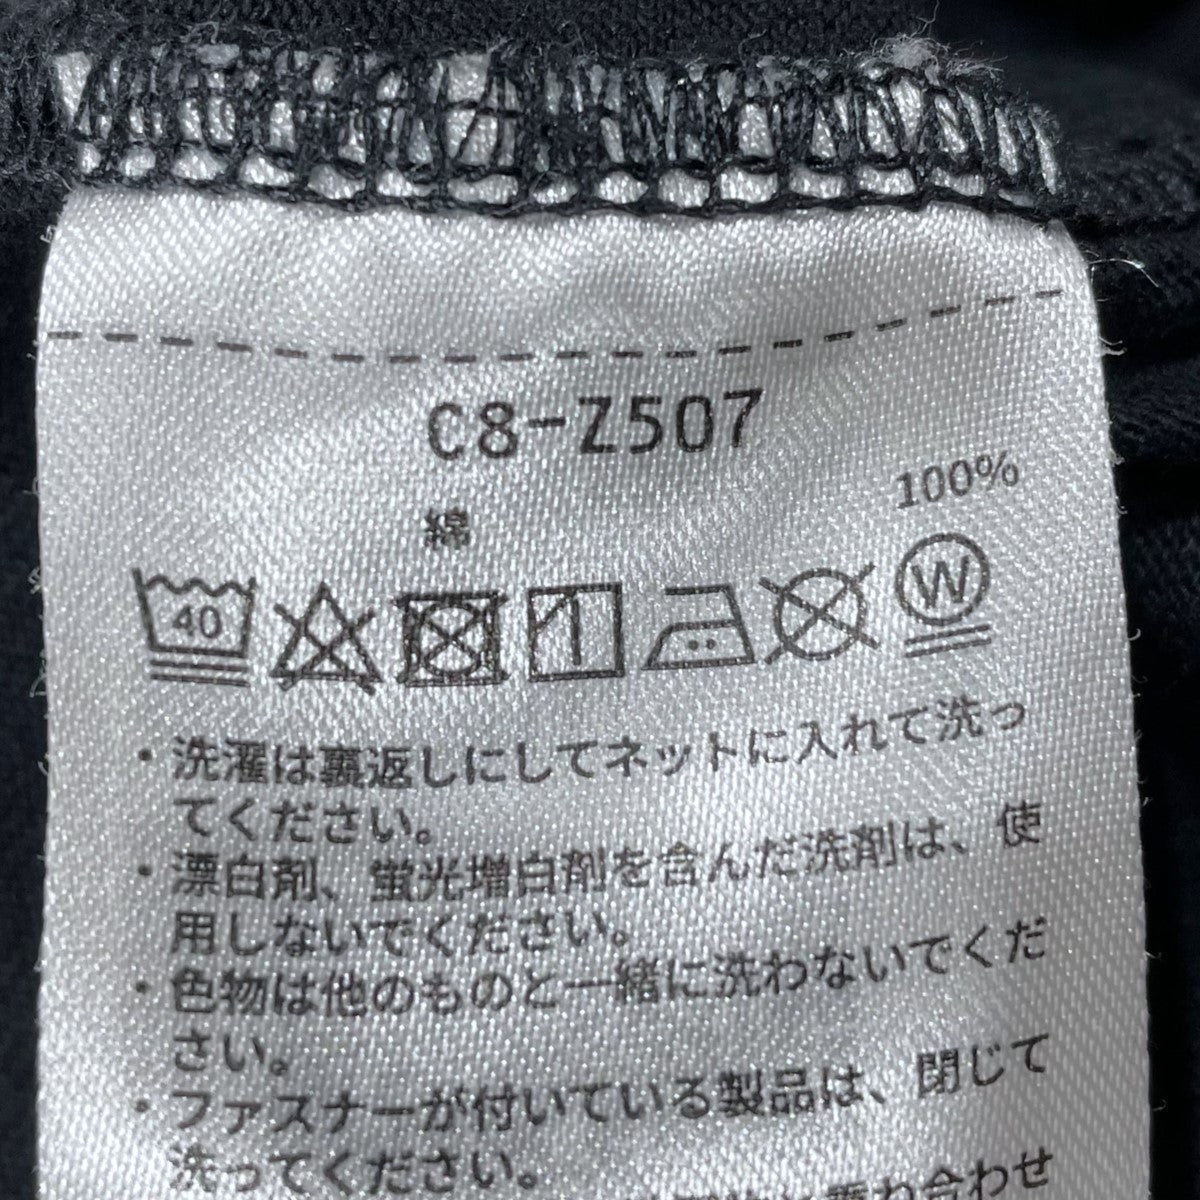 C8-Z507
綿 100%
40 W
・洗濯は裏返しにしてネットに入れて洗っ
てください。
・漂白剤、蛍光増白剤を含んだ洗剤は、使
用しないでください。
・色物は他のものと一緒に洗わないでくだ
さい。
・ファスナーが付いている製品は、閉じて
洗ってください。
重ね合わせ